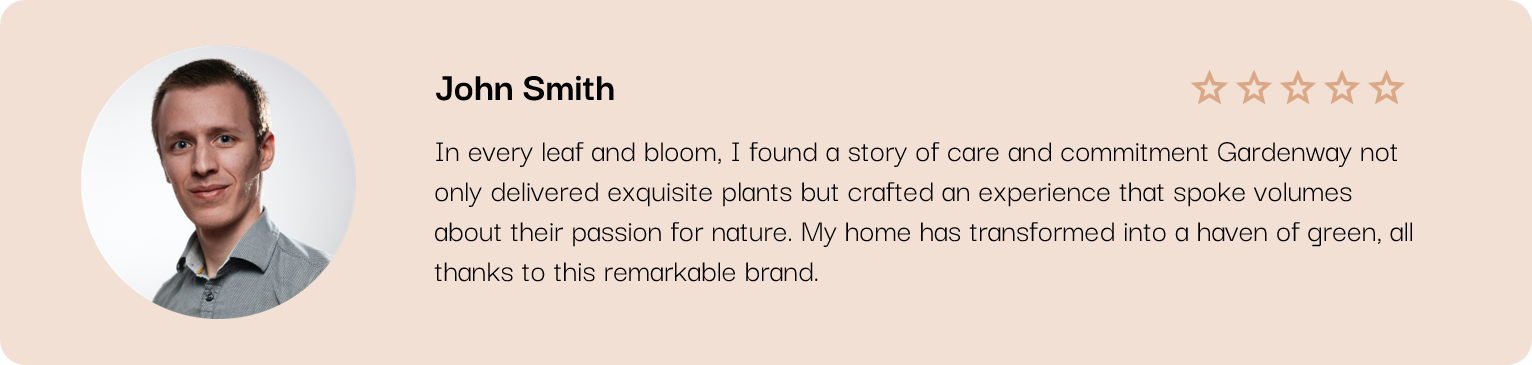 John Smith
In every leaf and bloom, I found a story of care and commitment Gardenway not
only delivered exquisite plants but crafted an experience that spoke volumes
about their passion for nature. My home has transformed into a haven of green, all
thanks to this remarkable brand.